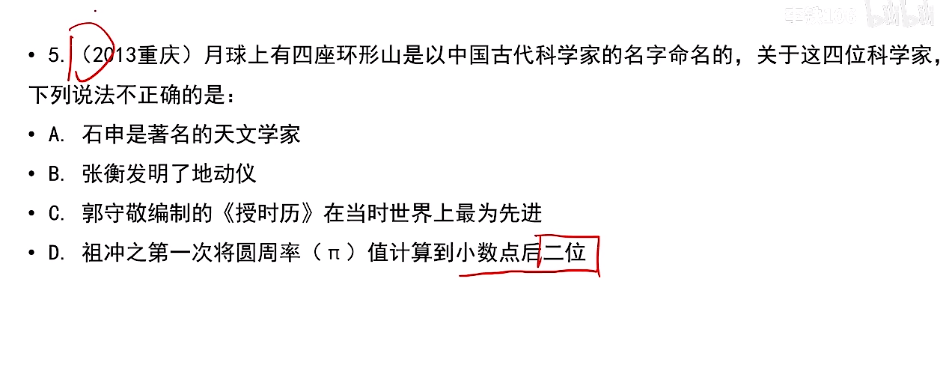 • 5.（2013重庆）月球上有四座环形山是以中国古代科学家的名字命名的，关于这四位科学家，
下列说法不正确的是：
• A. 石申是著名的天文学家
• B. 张衡发明了地动仪
• C. 郭守敬编制的《授时历》在当时世界上最为先进
• D. 祖冲之第一次将圆周率（π）值计算到小数点后二位
D
bilibili